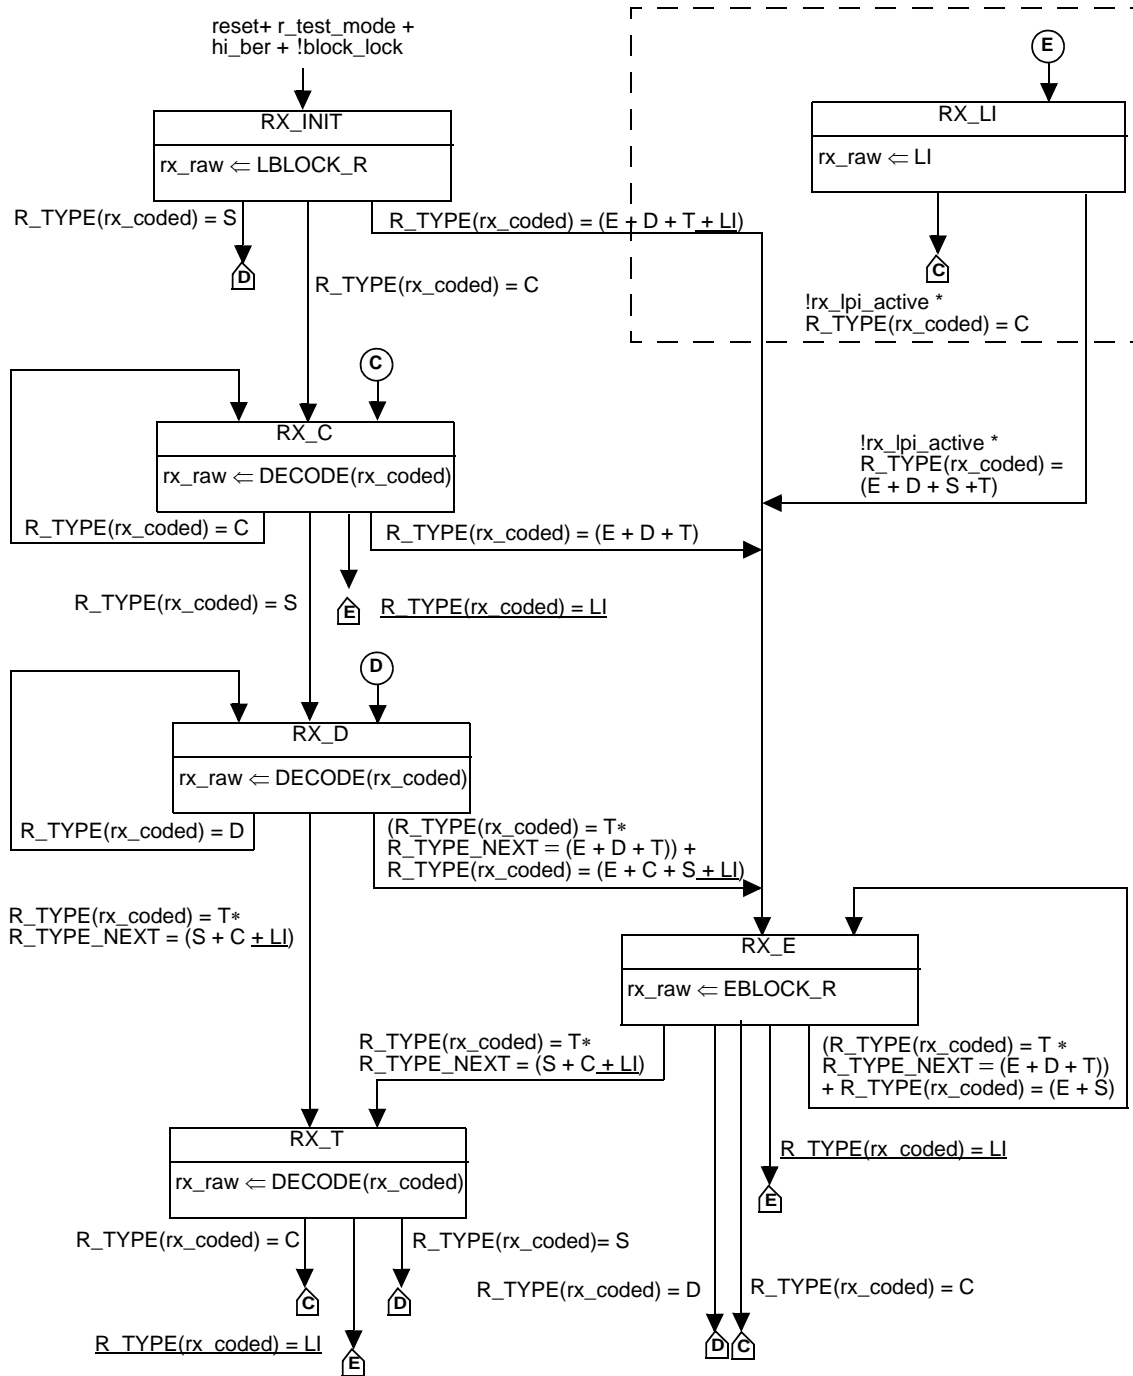 reset+ r_test_mode +
hi_ber + !block_lock
E
RX_INIT
rx_raw ⇐ LBLOCK_R
RX_LI
rx_raw ⇐ LI
R_TYPE(rx_coded) = S
D
R_TYPE(rx_coded) = (E + D + T + LI)
R_TYPE(rx_coded) = C
C
!rx_lpi_active *
R_TYPE(rx_coded) = C
C
RX_C
rx_raw ⇐ DECODE(rx_coded)
!rx_lpi_active *
R_TYPE(rx_coded) =
(E + D + S +T)
R_TYPE(rx_coded) = C
R_TYPE(rx_coded) = (E + D + T)
R_TYPE(rx_coded) = S
E
R_TYPE(rx_coded) = LI
D
RX_D
rx_raw ⇐ DECODE(rx_coded)
R_TYPE(rx_coded) = D
(R_TYPE(rx_coded) = T*
R_TYPE_NEXT = (E + D + T)) +
R_TYPE(rx_coded) = (E + C + S + LI)
R_TYPE(rx_coded) = T*
R_TYPE_NEXT = (S + C + LI)
RX_E
rx_raw ⇐ EBLOCK_R
R_TYPE(rx_coded) = T*
R_TYPE_NEXT = (S + C + LI)
(R_TYPE(rx_coded) = T *
R_TYPE_NEXT = (E + D + T))
+ R_TYPE(rx_coded) = (E + S)
RX_T
rx_raw ⇐ DECODE(rx_coded)
R_TYPE(rx_coded) = LI
E
R_TYPE(rx_coded) = C
R_TYPE(rx_coded)= S
C
D
R_TYPE(rx_coded) = D
R_TYPE(rx_coded) = C
R_TYPE(rx_coded) = LI
E
D
C